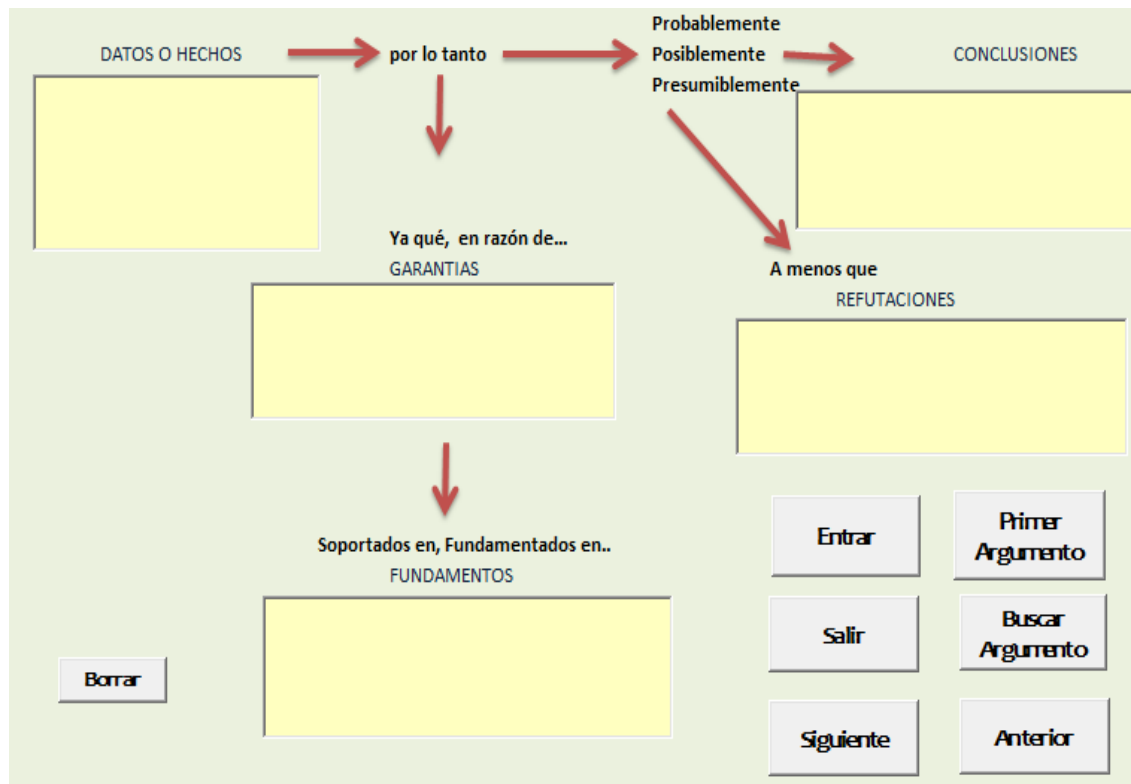 DATOS O HECHOS
por lo tanto
Probablemente
Posiblemente
Presumiblemente
CONCLUSIONES
Ya qué, en razón de...
GARANTIAS
A menos que
REFUTACIONES
Soportados en, Fundamentados en..
FUNDAMENTOS
Entrar
Primer
Argumento
Salir
Buscar
Argumento
Borrar
Siguiente
Anterior